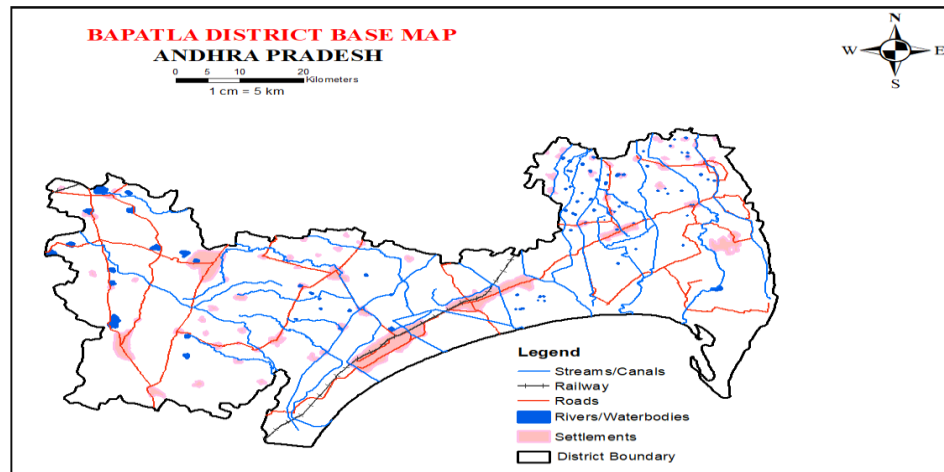 BAPATLA DISTRICT BASE MAP
ANDHRA PRADESH
0 5 10 20
Kilometers
1 cm = 5 km
N
W E
S
Legend
Streams/Canals
Railway
Roads
Rivers/Waterbodies
Settlements
District Boundary